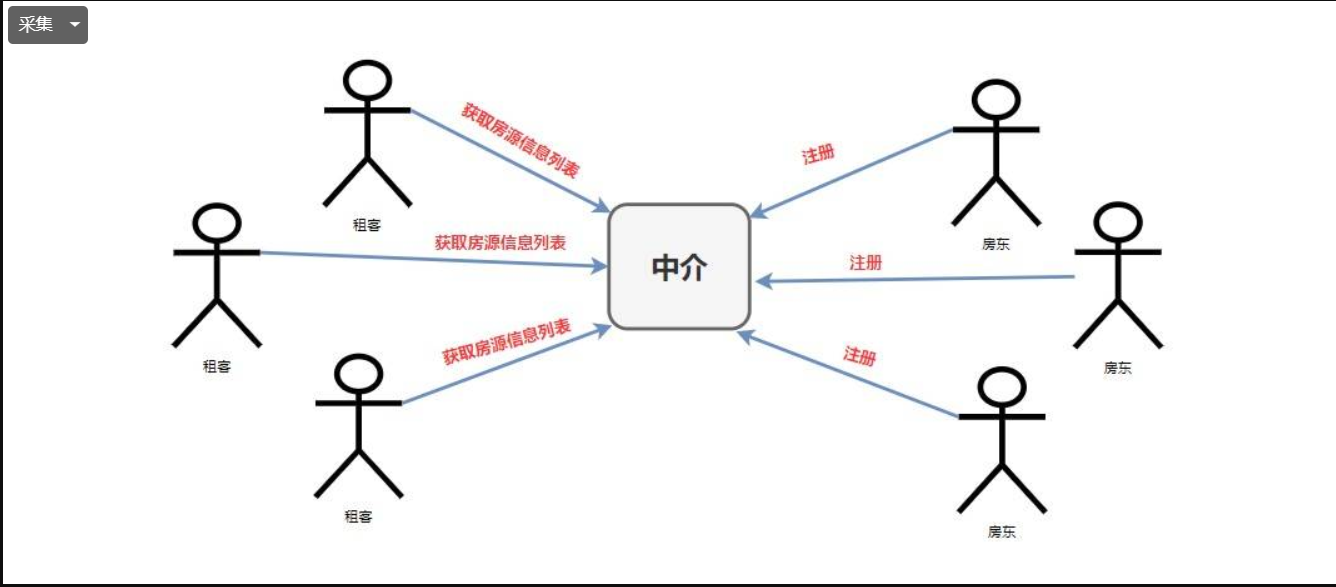 采集
获取房源信息列表
注册
租客
房东
获取房源信息列表
中介
注册
租客
房东
获取房源信息列表
注册
租客
房东